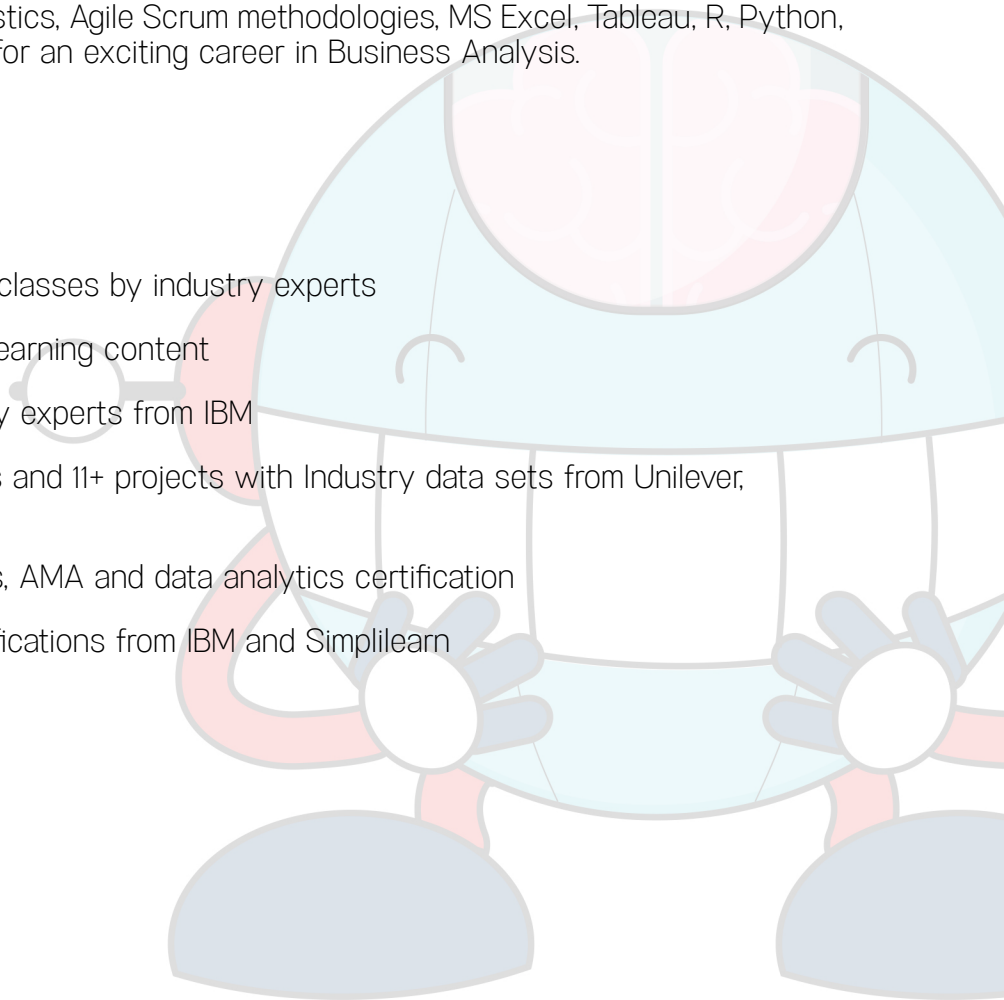 stics, Agile Scrum methodologies, MS Excel, Tableau, R, Python,
for an exciting career in Business Analysis.
classes by industry experts
earning content
y experts from IBM
s and 11+ projects with Industry data sets from Unilever,
s, AMA and data analytics certification
fications from IBM and Simplilearn